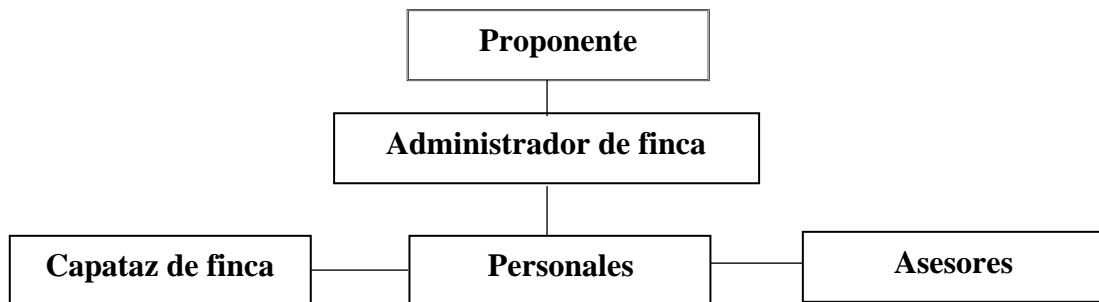 Proponente
Administrador de finca
Capataz de finca
Personales
Asesores